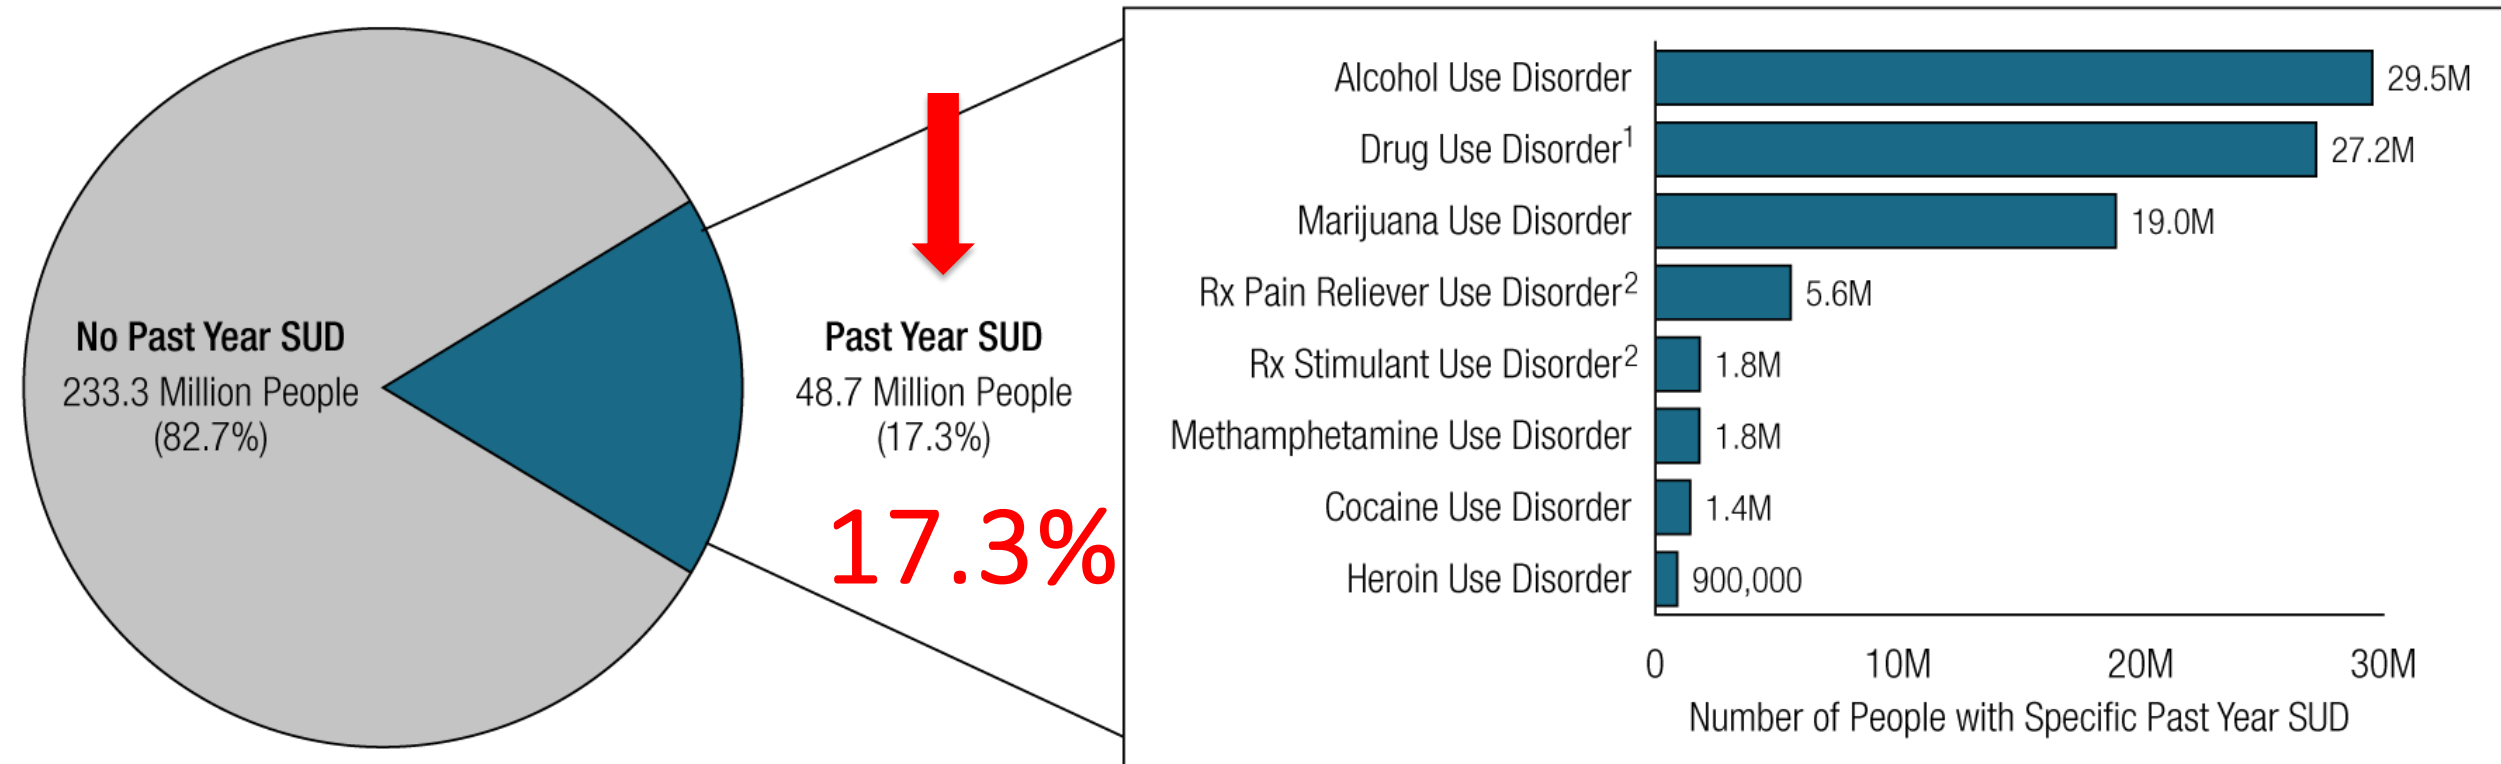 No Past Year SUD
233.3 Million People
(82.7%)
Past Year SUD
48.7 Million People
(17.3%)
17.3%
Alcohol Use Disorder 29.5M
Drug Use Disorder¹ 27.2M
Marijuana Use Disorder 19.0M
Rx Pain Reliever Use Disorder² 5.6M
Rx Stimulant Use Disorder² 1.8M
Methamphetamine Use Disorder 1.8M
Cocaine Use Disorder 1.4M
Heroin Use Disorder 900,000
0 10M 20M 30M
Number of People with Specific Past Year SUD